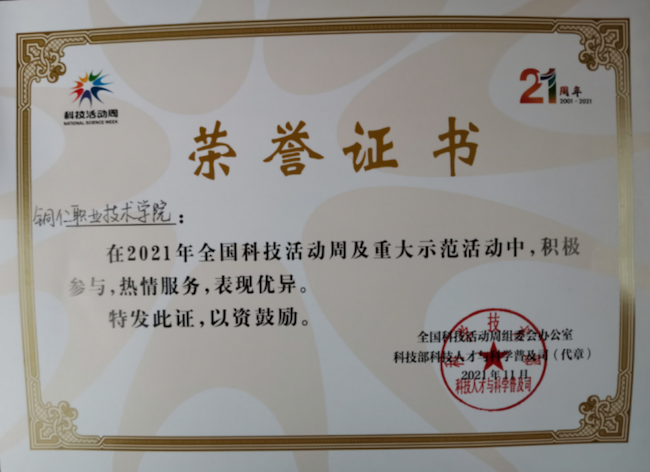 科技活动周
NATIONAL SCIENCE WEEK
21周年
2001-2021
荣誉证书
铜仁职业技术学院：
在2021年全国科技活动周及重大示范活动中，积极
参与，热情服务，表现优异。
特发此证，以资鼓励。
全国科技活动周组委会办公室
科技部科技人才与科学普及司（代章）
2021年11月
科技人才与科学普及司